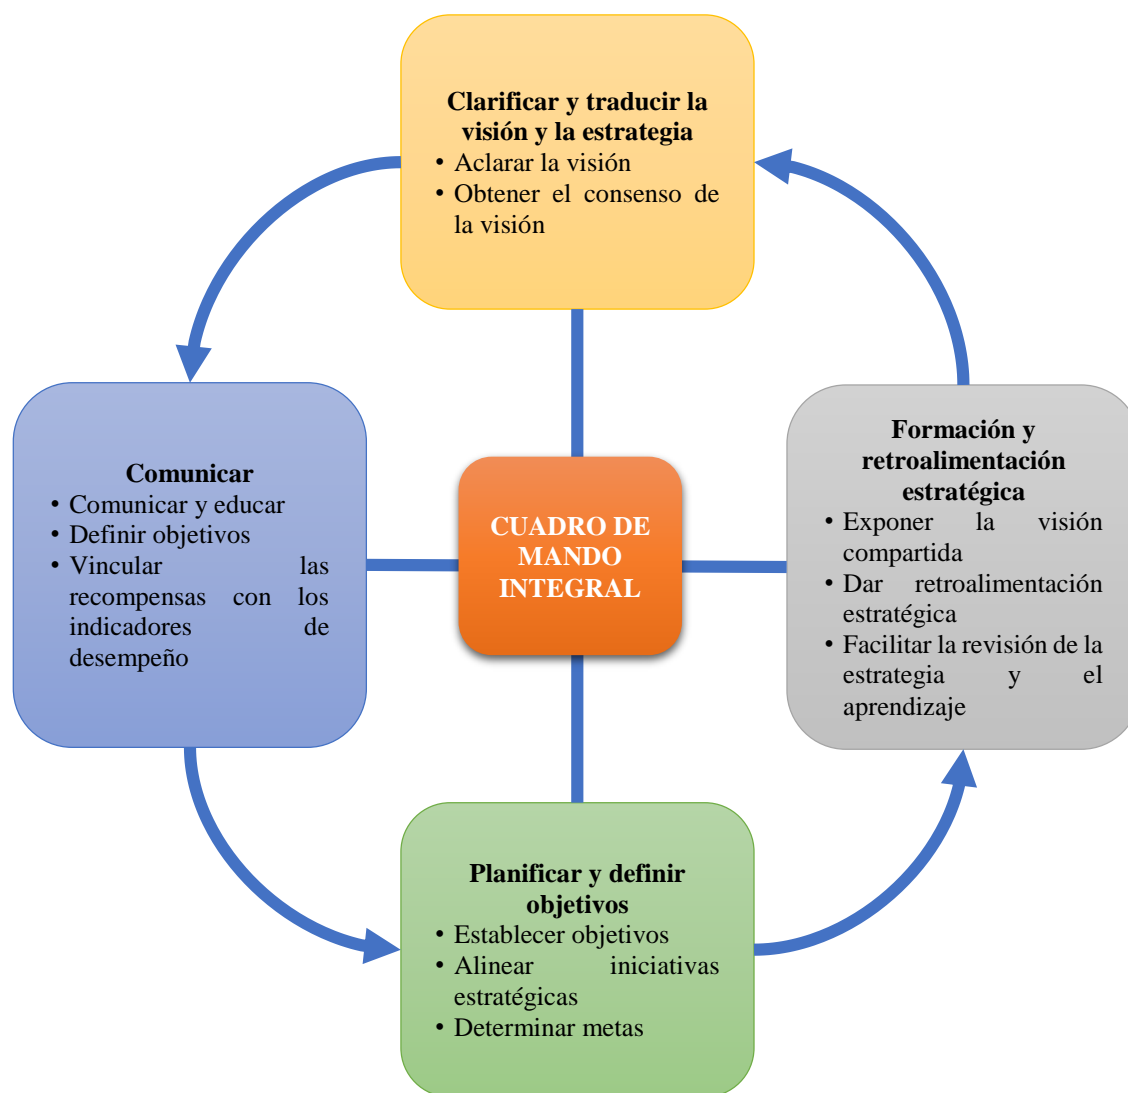 Clarificar y traducir la
visión y la estrategia
• Aclarar la visión
• Obtener el consenso de
la visión
Comunicar
• Comunicar y educar
• Definir objetivos
• Vincular las
recompensas con los
indicadores de
desempeño
CUADRO DE
MANDO
INTEGRAL
Formación y
retroalimentación
estratégica
• Exponer la visión
compartida
• Dar retroalimentación
estratégica
• Facilitar la revisión de la
estrategia y el
aprendizaje
Planificar y definir
objetivos
• Establecer objetivos
• Alinear iniciativas
estratégicas
• Determinar metas